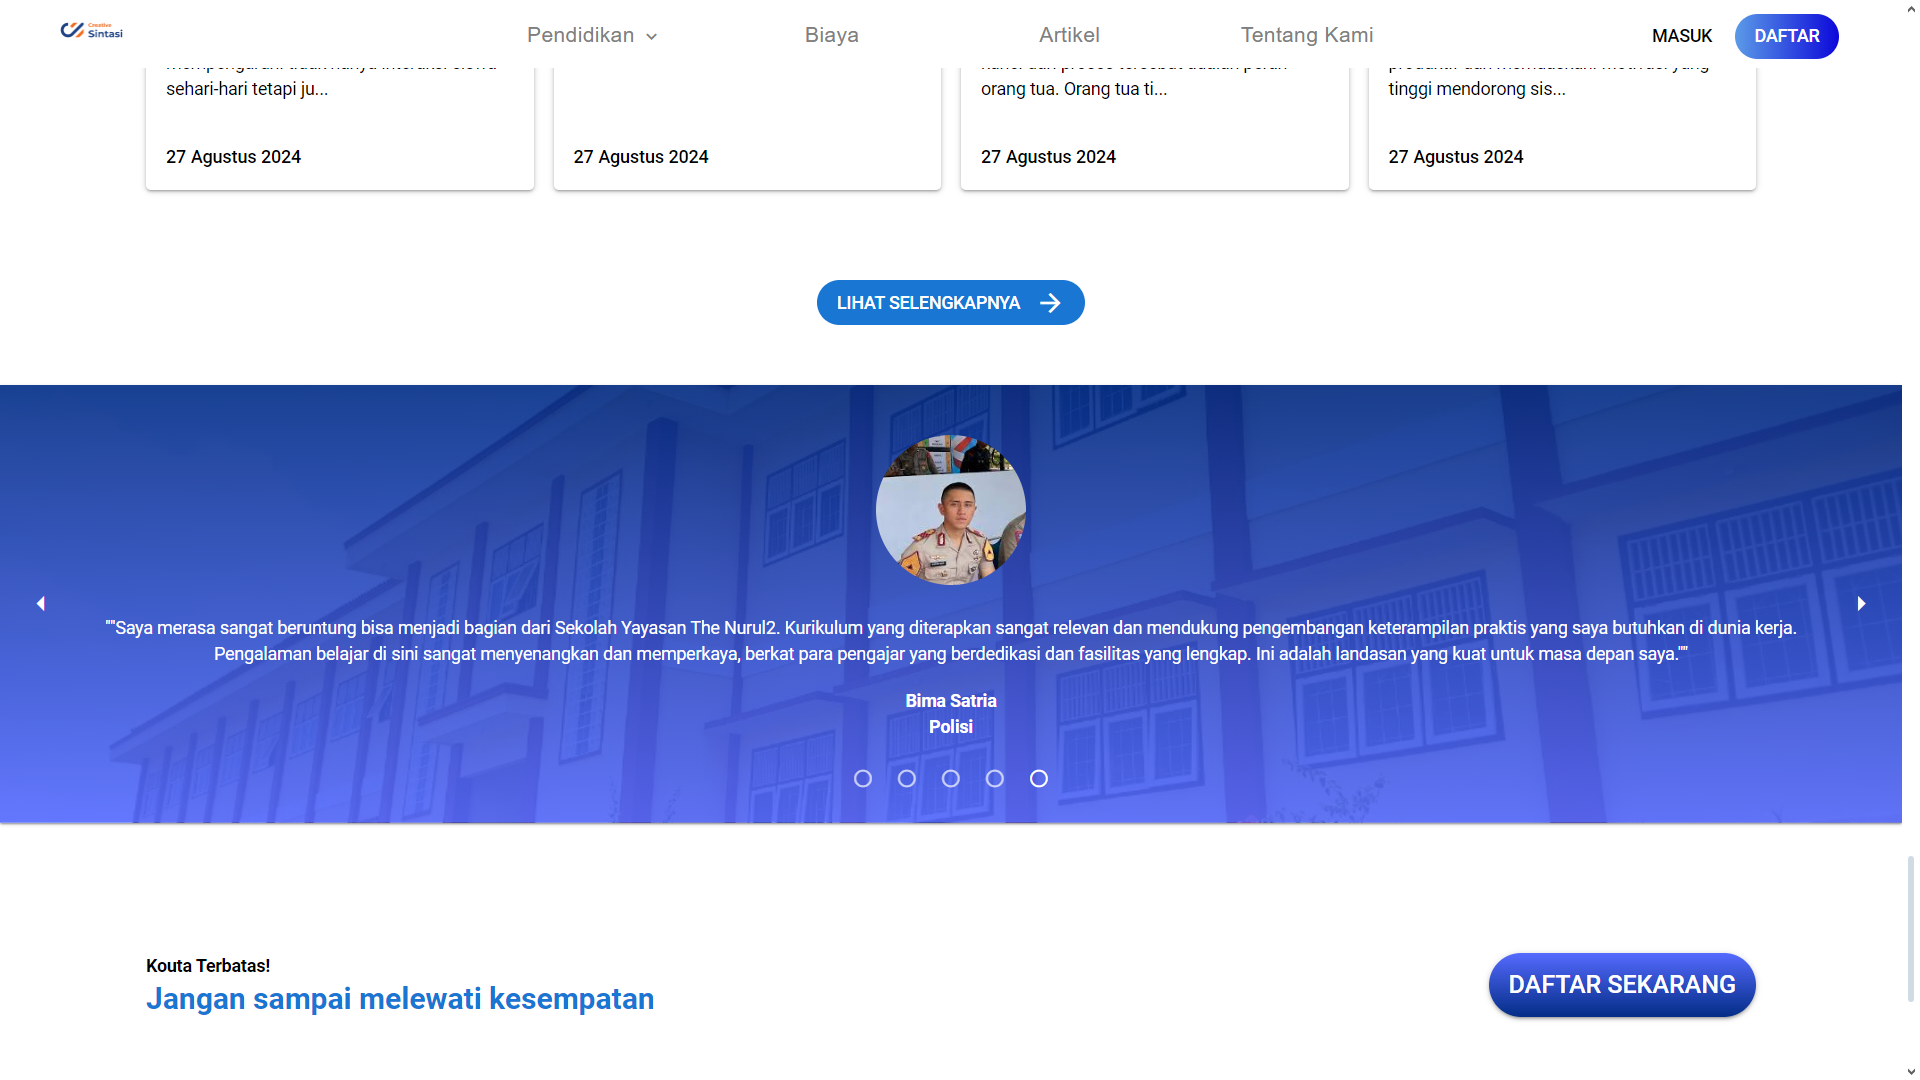 Creative
Sintasi
Pendidikan
Biaya
Artikel
Tentang Kami
MASUK
DAFTAR
sehari-hari tetapi ju...
27 Agustus 2024
27 Agustus 2024
orang tua. Orang tua ti...
27 Agustus 2024
tinggi mendorong sis...
27 Agustus 2024
LIHAT SELENGKAPNYA
""Saya merasa sangat beruntung bisa menjadi bagian dari Sekolah Yayasan The Nurul2. Kurikulum yang diterapkan sangat relevan dan mendukung pengembangan keterampilan praktis yang saya butuhkan di dunia kerja.
Pengalaman belajar di sini sangat menyenangkan dan memperkaya, berkat para pengajar yang berdedikasi dan fasilitas yang lengkap. Ini adalah landasan yang kuat untuk masa depan saya.""
Bima Satria
Polisi
Kouta Terbatas!
Jangan sampai melewati kesempatan
DAFTAR SEKARANG